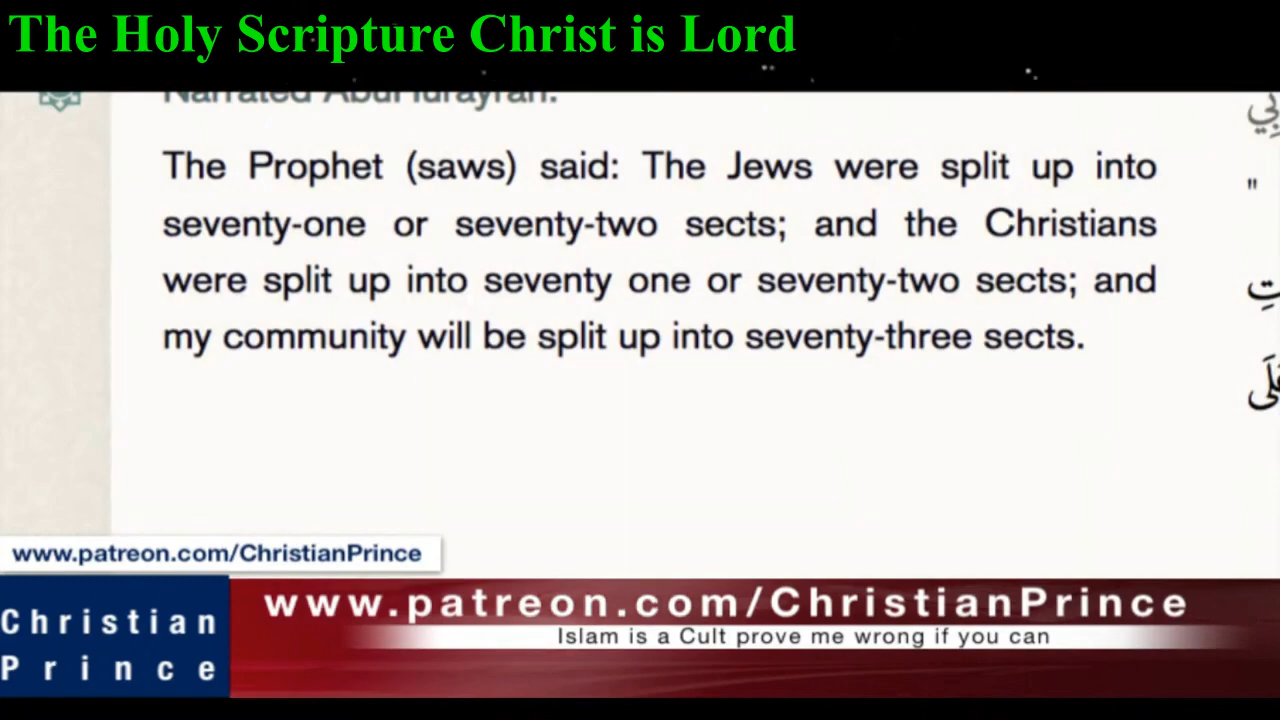 The Holy Scripture Christ is Lord
Narrated AbuHurayrah:
The Prophet (saws) said: The Jews were split up into
seventy-one or seventy-two sects; and the Christians
were split up into seventy one or seventy-two sects; and
my community will be split up into seventy-three sects.
"
www.patreon.com/ChristianPrince
Christian
Prince
www.patreon.com/ChristianPrince
Islam is a Cult prove me wrong if you can